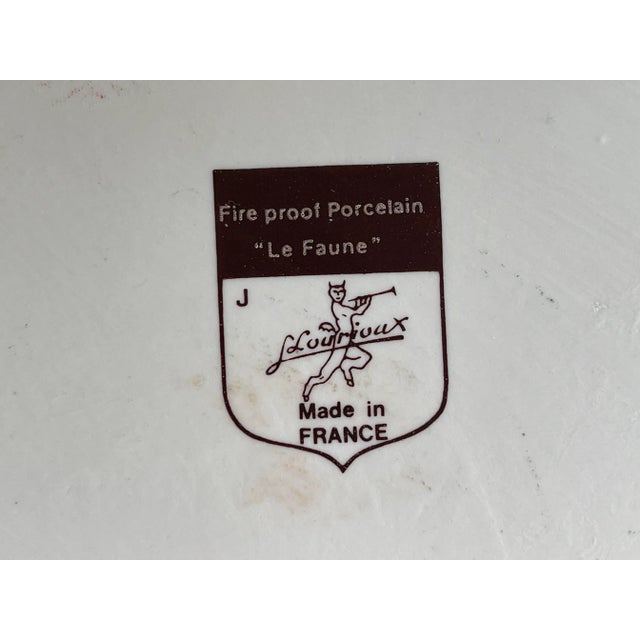 Fire proof Porcelain
"Le Faune"
J
L Lourioux
Made in
FRANCE